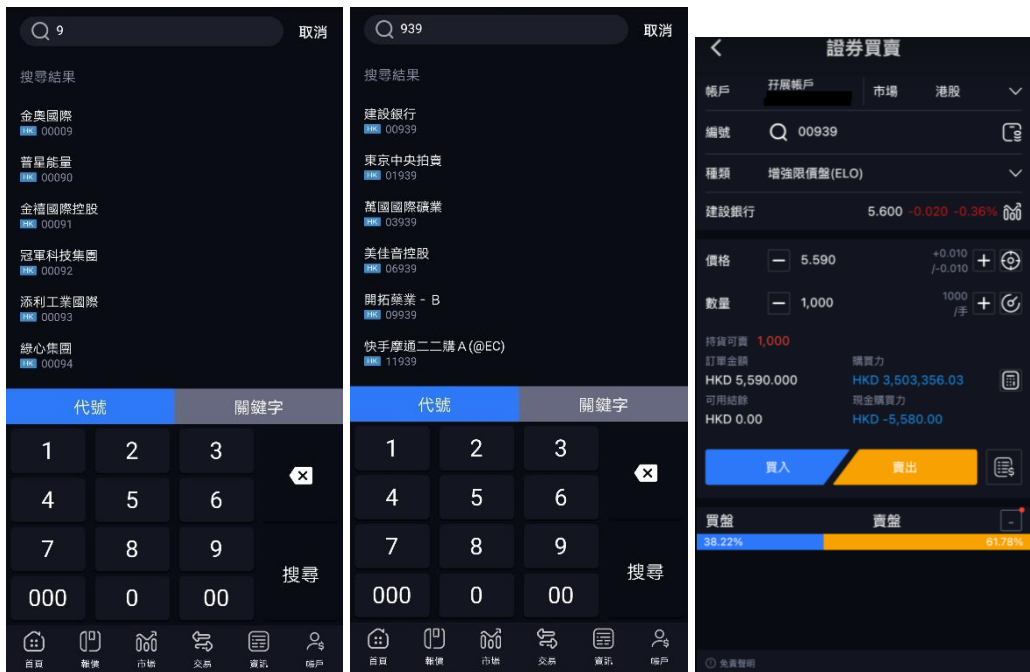 9
取消
搜尋結果
金奧國際
HK 00009
普星能量
HK 00090
金禧國際控股
HK 00091
冠軍科技集團
HK 00092
添利工業國際
HK 00093
綠心集團
HK 00094
代號 關鍵字
1 2 3
4 5 6
7 8 9
搜尋
000 0 00
首頁 報價 市場 交易 資訊 帳戶
939
取消
搜尋結果
建設銀行
HK 00939
東京中央拍賣
HK 01939
萬國國際礦業
HK 03939
美佳音控股
HK 06939
開拓藥業 - B
HK 09939
快手摩通二二購A(@EC)
HK 11939
代號 關鍵字
1 2 3
4 5 6
7 8 9
搜尋
000 0 00
首頁 報價 市場 交易 資訊 帳戶
證券買賣
帳戶 孖展帳戶 市場 港股
編號 00939
種類 增強限價盤(ELO)
建設銀行 5.600 -0.020 -0.36%
價格 5.590 +0.010
/-0.010
數量 1,000 1000
/手
持貨可賣 1,000
訂單金額 購買力
HKD 5,590.000 HKD 3,503,356.03
可用結餘 現金購買力
HKD 0.00 HKD -5,580.00
買入 賣出
買盤 賣盤
38.22% 61.78%
免責聲明